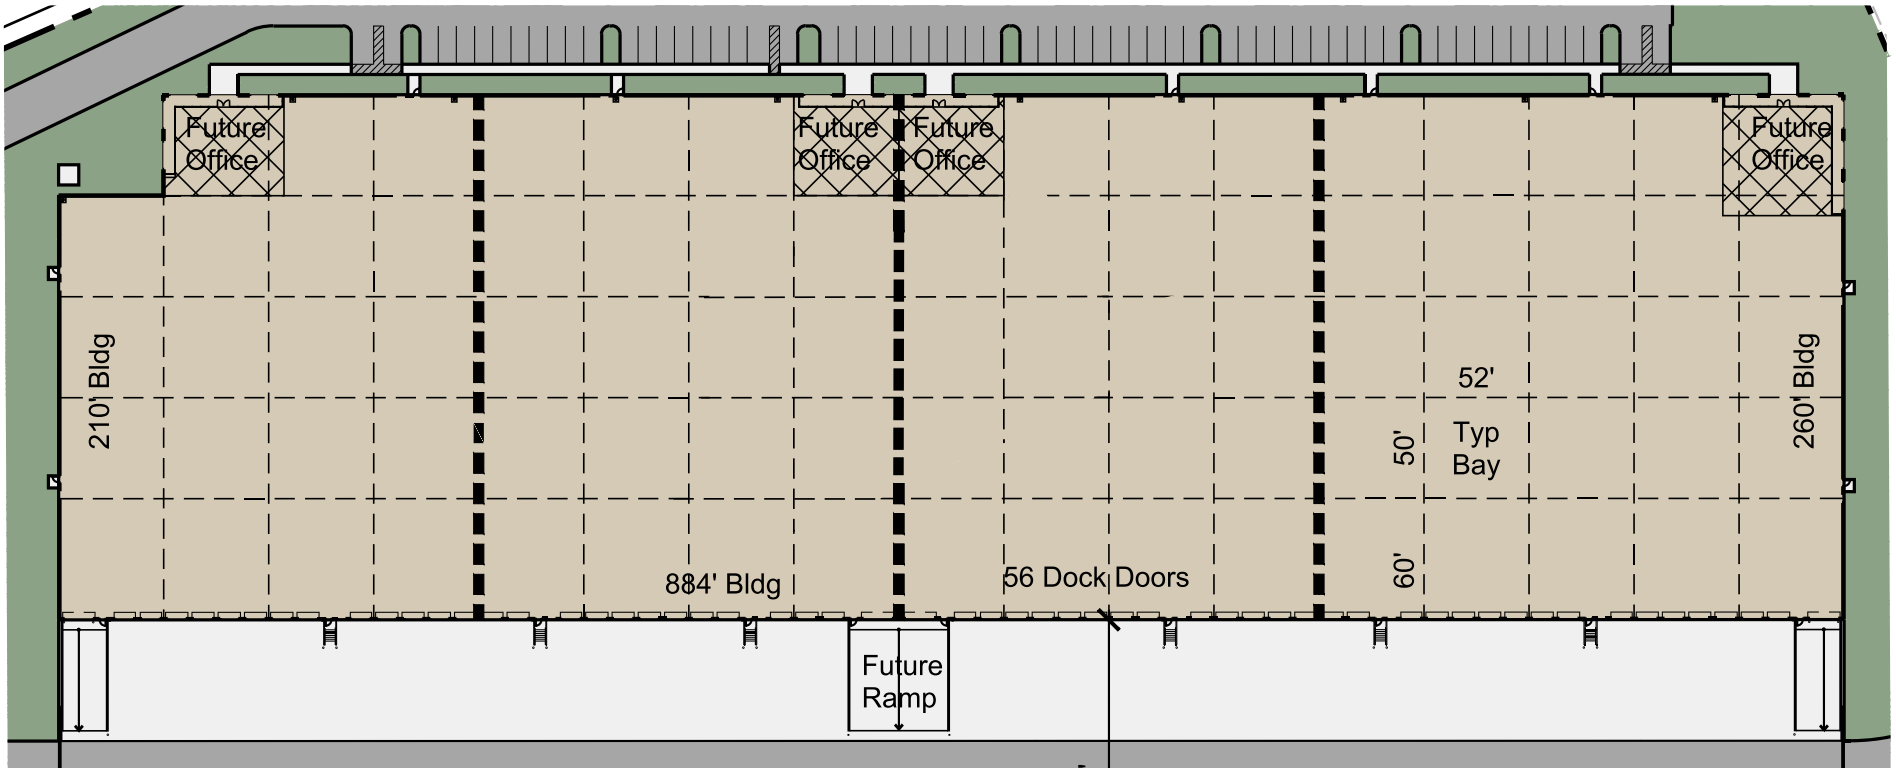 Future
Office
Future
Office
Future
Office
Future
Office
210' Bldg
52'
50'
Typ
Bay
260' Bldg
60'
884' Bldg
56 Dock Doors
Future
Ramp